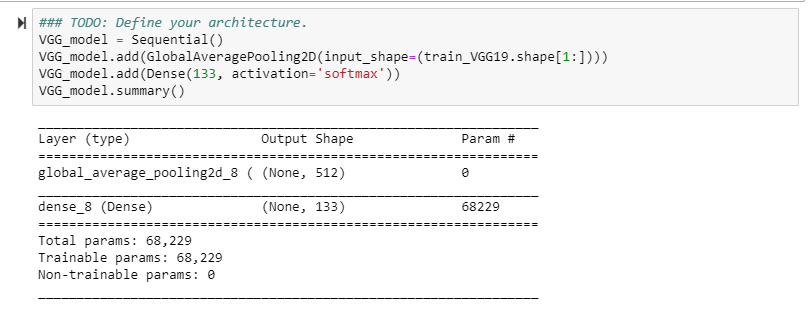 ### TODO: Define your architecture.
VGG_model = Sequential()
VGG_model.add(GlobalAveragePooling2D(input_shape=(train_VGG19.shape[1:])))
VGG_model.add(Dense(133, activation='softmax'))
VGG_model.summary()
_________________________________________________________________
Layer (type)                 Output Shape              Param #
=================================================================
global_average_pooling2d_8 ( (None, 512)               0
_________________________________________________________________
dense_8 (Dense)              (None, 133)               68229
=================================================================
Total params: 68,229
Trainable params: 68,229
Non-trainable params: 0
_________________________________________________________________